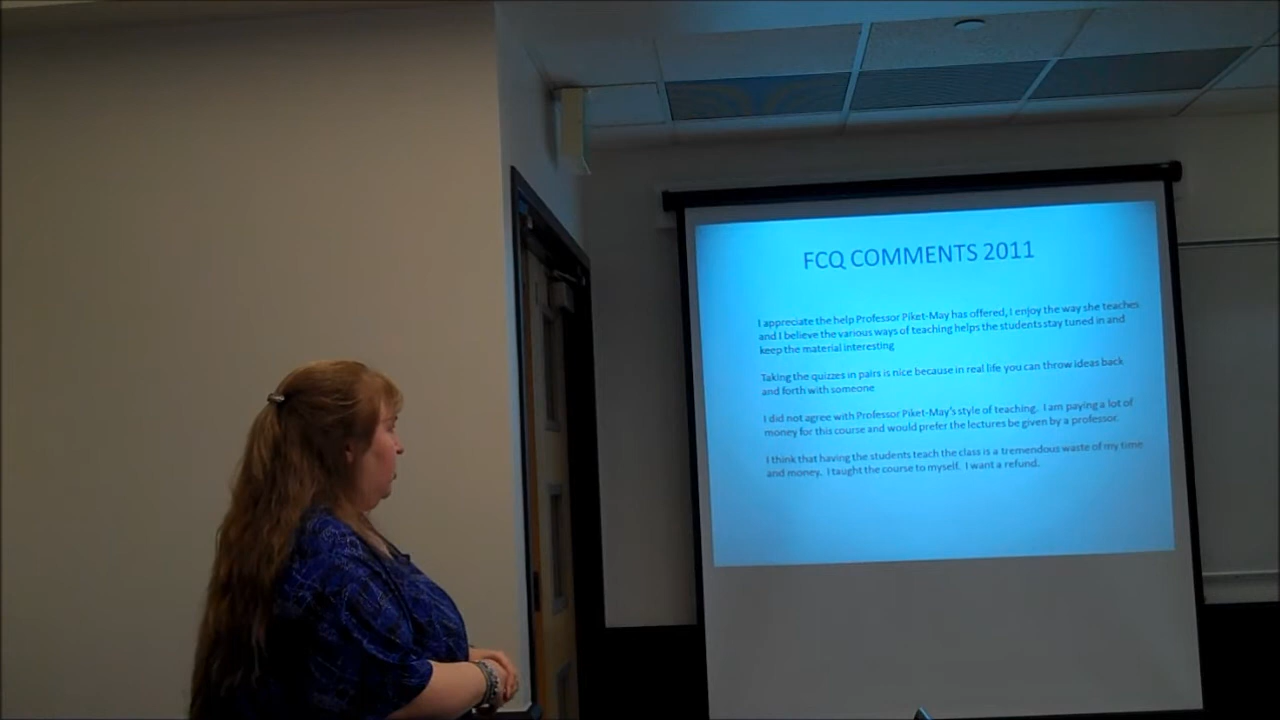 FCQ COMMENTS 2011
I appreciate the help Professor Piket-May has offered, I enjoy the way she teaches
and I believe the various ways of teaching helps the students stay tuned in and
keep the material interesting
Taking the quizzes in pairs is nice because in real life you can throw ideas back
and forth with someone
I did not agree with Professor Piket-May's style of teaching. I am paying a lot of
money for this course and would prefer the lectures be given by a professor.
I think that having the students teach the class is a tremendous waste of my time
and money. I taught the course to myself. I want a refund.